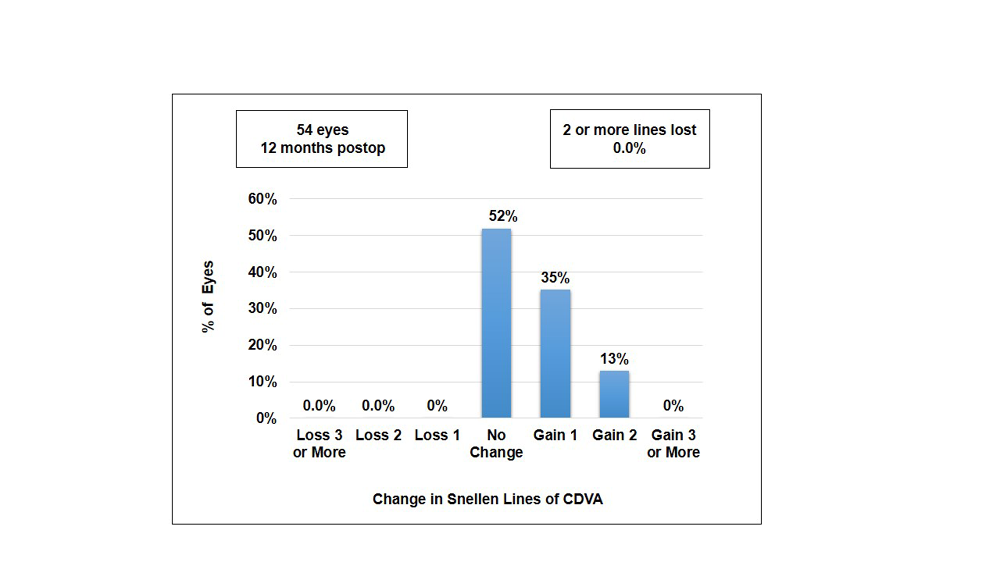 54 eyes
12 months postop
2 or more lines lost
0.0%
60%
50%
40%
30%
20%
10%
0%
% of Eyes
0.0%
0.0%
0%
52%
35%
13%
0%
Loss 3
or More
Loss 2
Loss 1
No
Change
Gain 1
Gain 2
Gain 3
or More
Change in Snellen Lines of CDVA